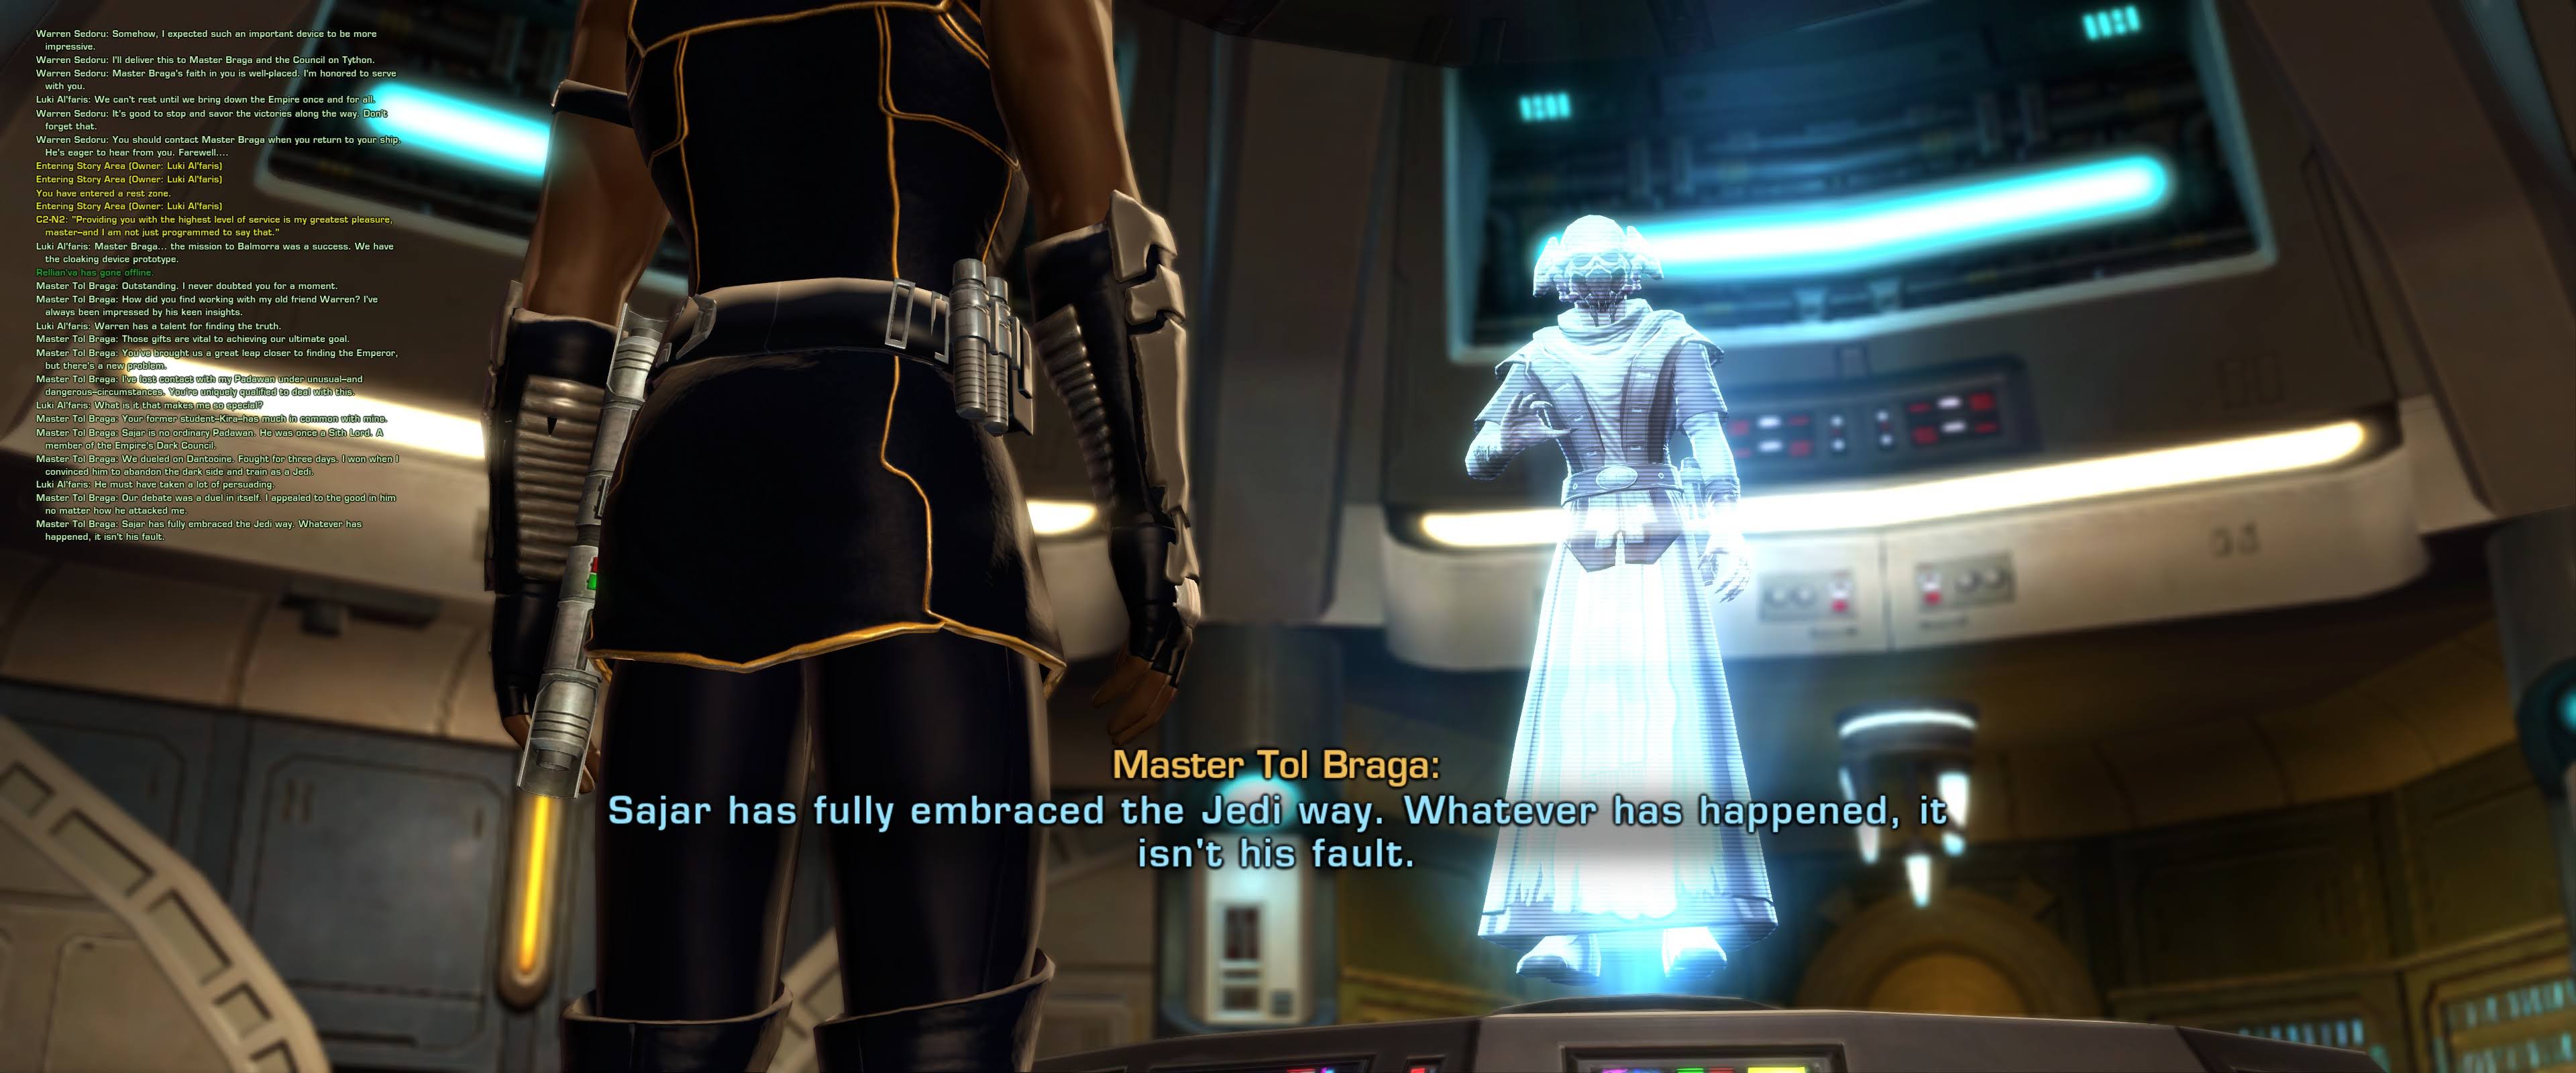 Warren Sedoru: Somehow, I expected such an important device to be more
impressive.
Warren Sedoru: I'll deliver this to Master Braga and the Council on Tython.
Warren Sedoru: Master Braga's faith in you is well-placed. I'm honored to serve
with you.
Luki Al'faris: We can't rest until we bring down the Empire once and for all.
Warren Sedoru: It's good to stop and savor the victories along the way. Don't
forget that.
Warren Sedoru: You should contact Master Braga when you return to your ship.
He's eager to hear from you. Farewell....
Entering Story Area (Owner: Luki Al'faris)
Entering Story Area (Owner: Luki Al'faris)
You have entered a rest zone.
Entering Story Area (Owner: Luki Al'faris)
C2-N2: "Providing you with the highest level of service is my greatest pleasure,
master—and I am not just programmed to say that."
Luki Al'faris: Master Braga... the mission to Balmorra was a success. We have
the cloaking device prototype.
Rellian'va has gone offline.
Master Tol Braga: Outstanding. I never doubted you for a moment.
Master Tol Braga: How did you find working with my old friend Warren? I've
always been impressed by his keen insights.
Luki Al'faris: Warren has a talent for finding the truth.
Master Tol Braga: Those gifts are vital to achieving our ultimate goal.
Master Tol Braga: You've brought us a great leap closer to finding the Emperor,
but there's a new problem.
Master Tol Braga: I've lost contact with my Padawan under unusual—and
dangerous—circumstances. You're uniquely qualified to deal with this.
Luki Al'faris: What is it that makes me so special?
Master Tol Braga: Your former student—Kira—has much in common with mine.
Master Tol Braga: Sajar is no ordinary Padawan. He was once a Sith Lord. A
member of the Empire's Dark Council.
Master Tol Braga: We dueled on Dantooine. Fought for three days. I won when I
convinced him to abandon the dark side and train as a Jedi.
Luki Al'faris: He must have taken a lot of persuading.
Master Tol Braga: Our debate was a duel in itself. I appealed to the good in him
no matter how he attacked me.
Master Tol Braga: Sajar has fully embraced the Jedi way. Whatever has
happened, it isn't his fault.
Master Tol Braga:
Sajar has fully embraced the Jedi way. Whatever has happened, it
isn't his fault.